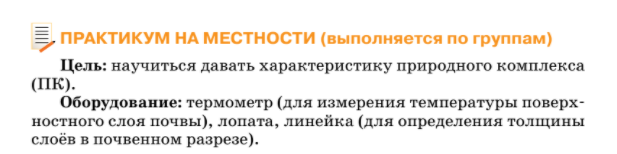 ПРАКТИКУМ НА МЕСТНОСТИ (выполняется по группам)
Цель: научиться давать характеристику природного комплекса
(ПК).
Оборудование: термометр (для измерения температуры поверх-
ностного слоя почвы), лопата, линейка (для определения толщины
слоёв в почвенном разрезе).